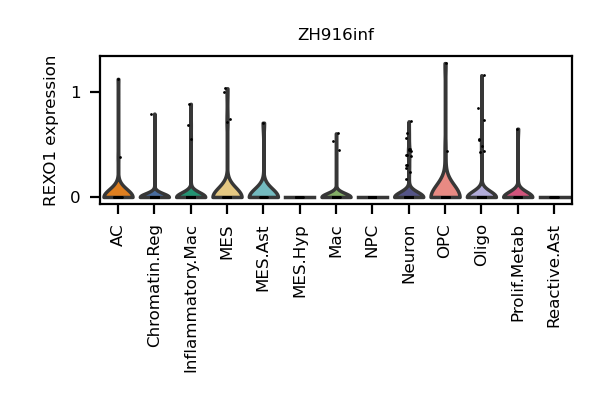 ZH916inf
REXO1 expression
1
0
AC
Chromatin.Reg
Inflammatory.Mac
MES
MES.Ast
MES.Hyp
Mac
NPC
Neuron
OPC
Oligo
Prolif.Metab
Reactive.Ast